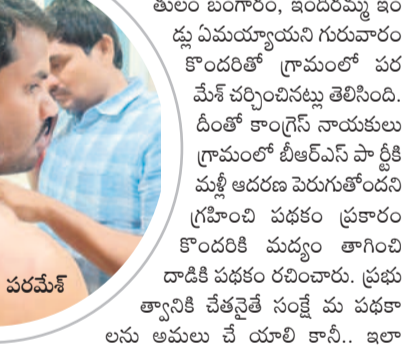 తులం బంగారం, ఇందిరమ్మ ఇం
డ్లు ఏమయ్యాయని గురువారం
కొందరితో గ్రామంలో పర
మేశ్ చర్చించినట్లు తెలిసింది.
దీంతో కాంగ్రెస్ నాయకులు
గ్రామంలో బీఆర్ఎస్ పా ర్టీకి
మళ్లీ ఆదరణ పెరుగుతోందని
గ్రహించి పథకం ప్రకారం
కొందరికి మద్యం తాగించి
దాడికి పథకం రచించారు. ప్రభు
త్వానికి చేతనైతే సంక్షే మ పథకా
లను అమలు చే యాలి కానీ.. ఇలా
పరమేశ్